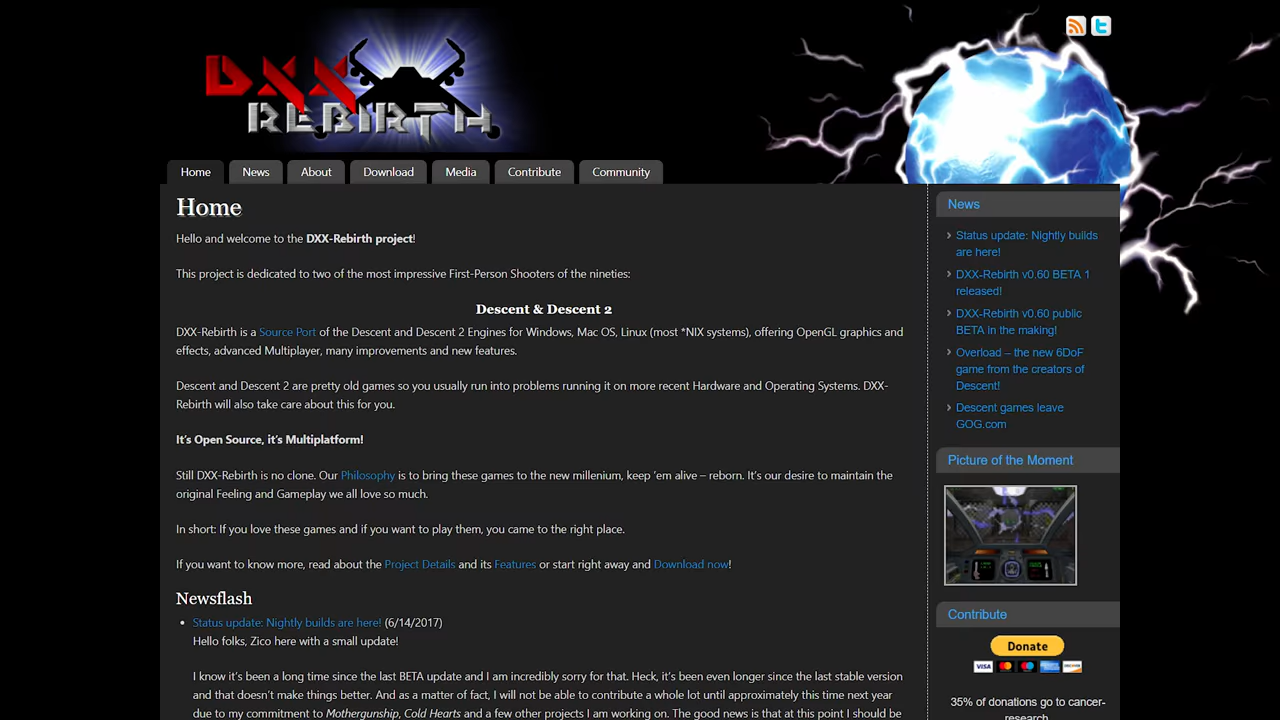 DXX
REBIRTH
Home
News
About
Download
Media
Contribute
Community
Home
Hello and welcome to the DXX-Rebirth project!
This project is dedicated to two of the most impressive First-Person Shooters of the nineties:
Descent & Descent 2
DXX-Rebirth is a Source Port of the Descent and Descent 2 Engines for Windows, Mac OS, Linux (most *NIX systems), offering OpenGL graphics and
effects, advanced Multiplayer, many improvements and new features.
Descent and Descent 2 are pretty old games so you usually run into problems running it on more recent Hardware and Operating Systems. DXX-
Rebirth will also take care about this for you.
It's Open Source, it's Multiplatform!
Still DXX-Rebirth is no clone. Our Philosophy is to bring these games to the new millenium, keep 'em alive – reborn. It's our desire to maintain the
original Feeling and Gameplay we all love so much.
In short: If you love these games and if you want to play them, you came to the right place.
If you want to know more, read about the Project Details and its Features or start right away and Download now!
Newsflash
Status update: Nightly builds are here! (6/14/2017)
Hello folks, Zico here with a small update!
I know it's been a long time since the last BETA update and I am incredibly sorry for that. Heck, it's been even longer since the last stable version
and that doesn't make things better. And as a matter of fact, I will not be able to contribute a whole lot until approximately this time next year
due to my commitment to Mothergunship, Cold Hearts and a few other projects I am working on. The good news is that at this point I should be
News
Status update: Nightly builds
are here!
DXX-Rebirth v0.60 BETA 1
released!
DXX-Rebirth v0.60 public
BETA in the making!
Overload – the new 6DoF
game from the creators of
Descent!
Descent games leave
GOG.com
Picture of the Moment
Contribute
Donate
VISA
35% of donations go to cancer-
research